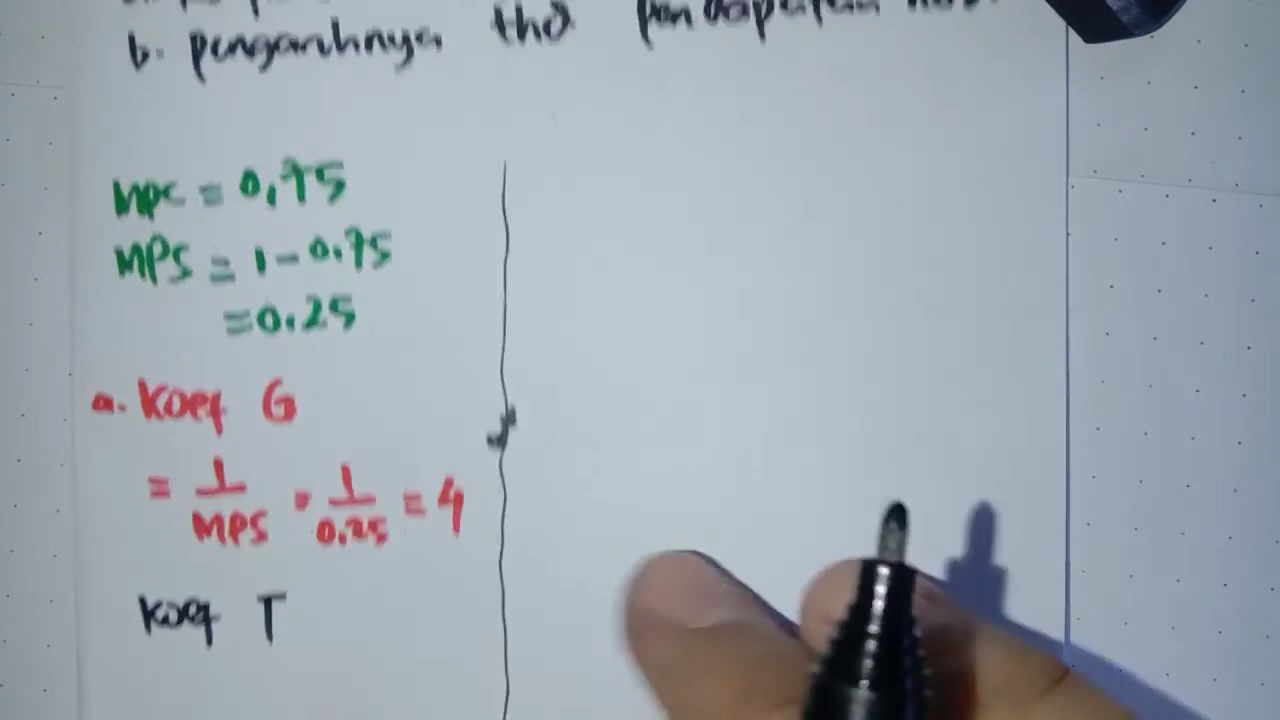 b. pengaruhnya thd pendapatan
MPC = 0.75
MPS = 1 - 0.75
= 0.25
a. Koef G
= 1/MPS = 1/0.25 = 4
Koef T